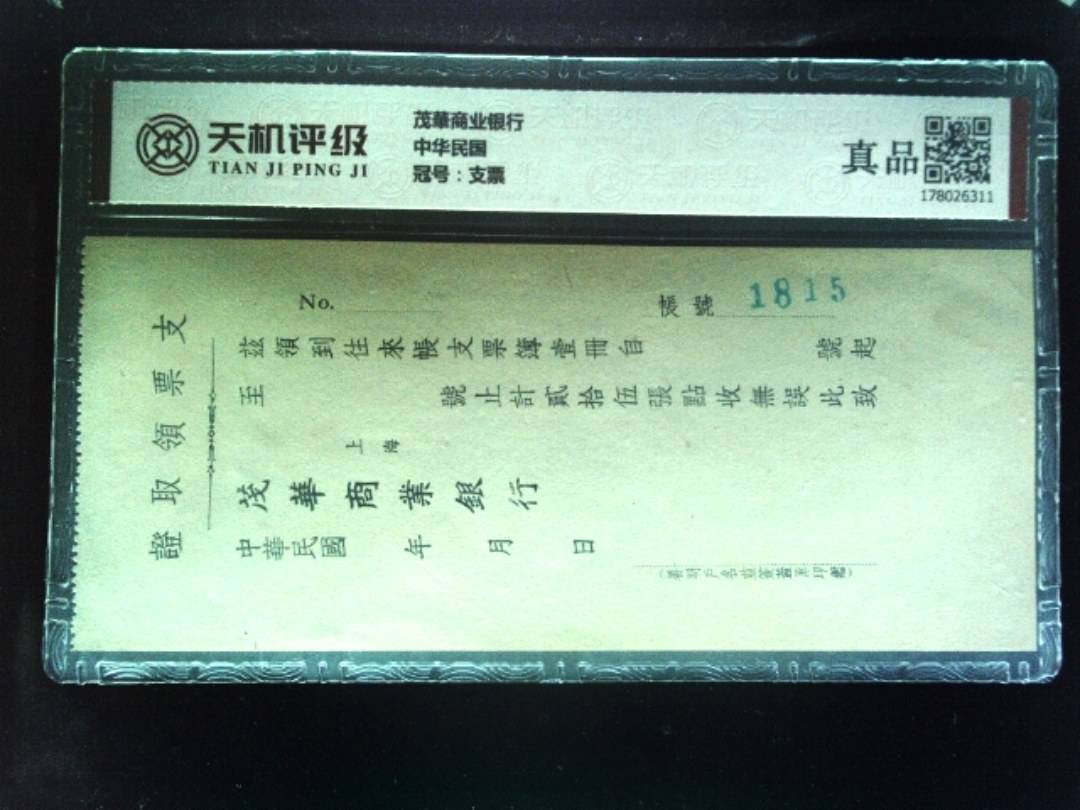 天机评级
TIAN JI PING JI
茂華商业银行
中华民国
冠号：支票
真品
178026311
支票領取證
No.
帳號 1815
茲領到往來帳支票簿壹冊自 號起
至 號止計貳拾伍張點收無誤此致
上海
茂華商業銀行
中華民國 年 月 日